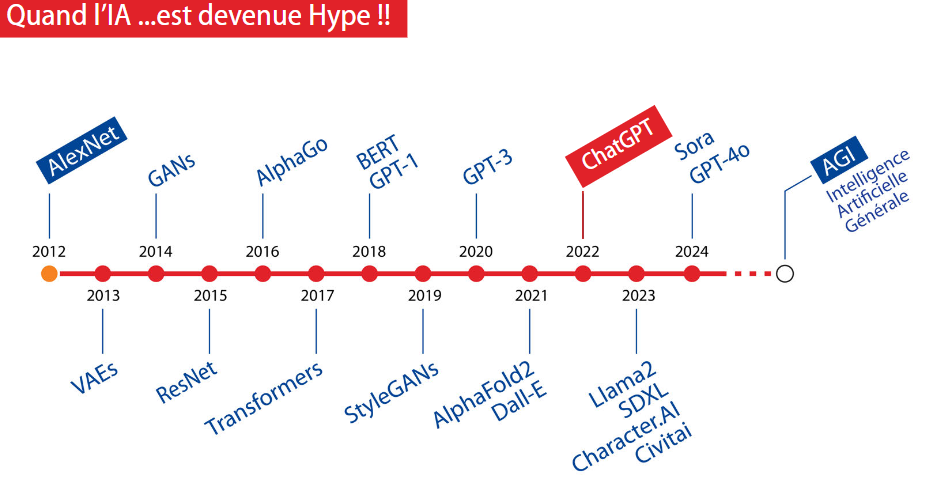 Quand l'IA ...est devenue Hype !!
AlexNet
GANs
AlphaGo
BERT
GPT-1
GPT-3
ChatGPT
Sora
GPT-4o
AGI
Intelligence
Artificielle
Générale
2012
2014
2016
2018
2020
2022
2024
2013
2015
2017
2019
2021
2023
VAEs
ResNet
Transformers
StyleGANs
AlphaFold2
Dall-E
Llama2
SDXL
Character.AI
Civitai